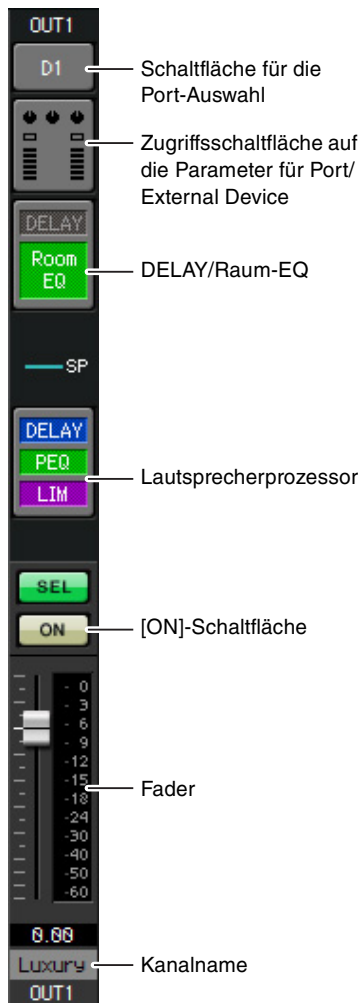 OUT1
D1
Schaltfläche für die
Port-Auswahl
Zugriffsschaltfläche auf
die Parameter für Port/
External Device
DELAY
Room
EQ
DELAY/Raum-EQ
SP
DELAY
PEQ
LIM
Lautsprecherprozessor
SEL
ON
[ON]-Schaltfläche
0
3
6
9
12
15
18
24
30
40
50
60
Fader
0.00
Luxury
Kanalname
OUT1